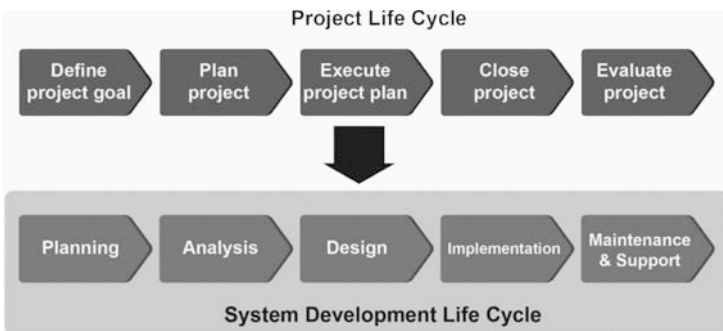 Project Life Cycle
Define
project goal
Plan
project
Execute
project plan
Close
project
Evaluate
project
Planning
Analysis
Design
Implementation
Maintenance
& Support
System Development Life Cycle